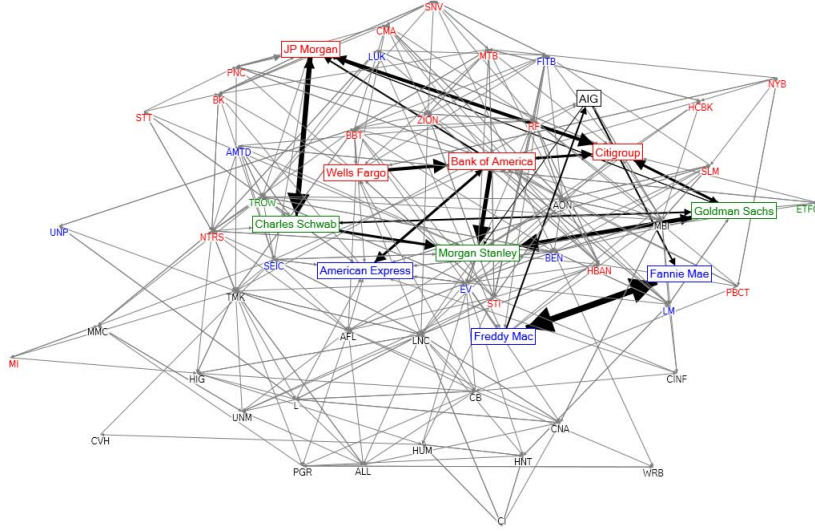 SNV
CMA
JP Morgan
LUK
MTB
FITB
PNC
NYB
BK
AIG
HCBK
STT
ZION
RF
BBT
AMTD
Citigroup
Bank of America
Wells Fargo
SLM
TROW
AON
Goldman Sachs
ETFC
Charles Schwab
MBI
UNP
NTRS
Morgan Stanley
BEN
SEIC
American Express
HBAN
Fannie Mae
EV
PBCT
TMK
STI
LM
MMC
AFL
LNC
Freddy Mac
MI
HIG
CINF
L
CB
UNM
CNA
CVH
HUM
HNT
PGR
ALL
WRB
CI